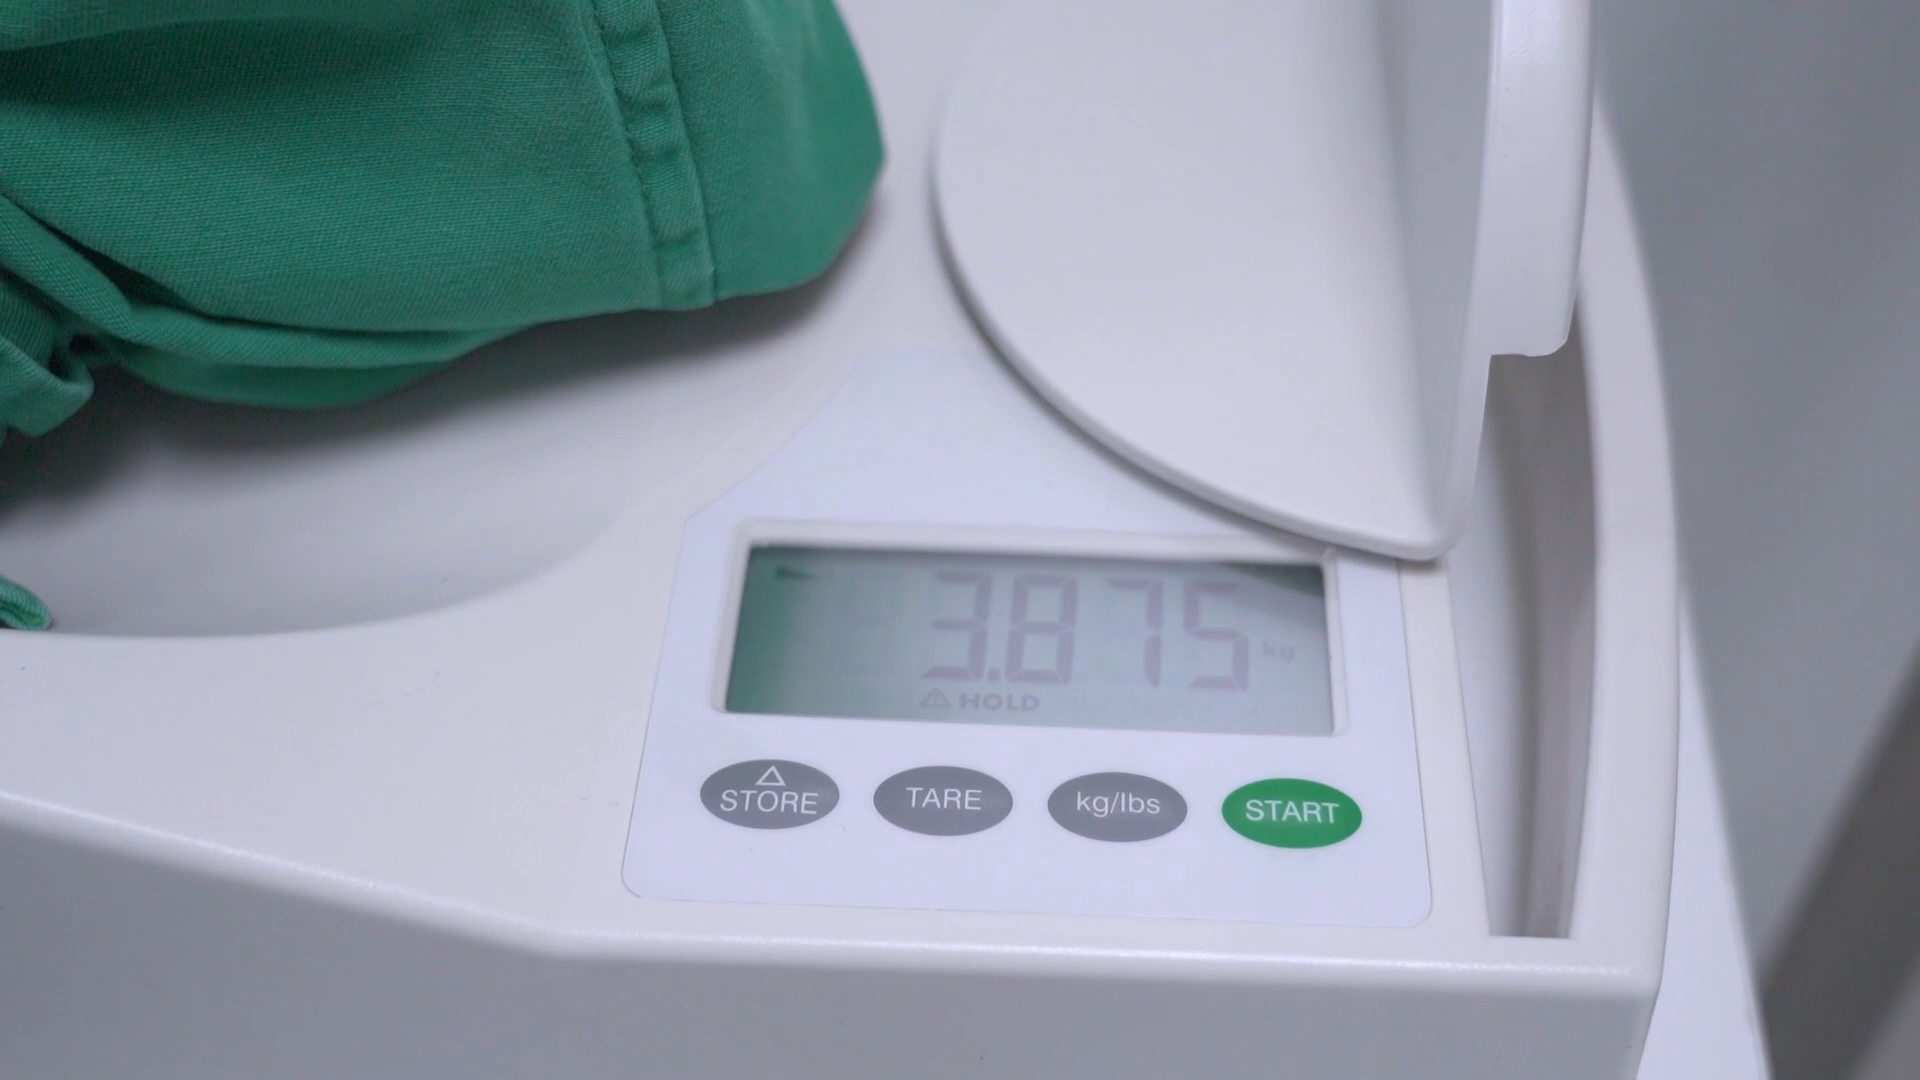 3.875 kg
⚠ HOLD
△
STORE
TARE
kg/lbs
START